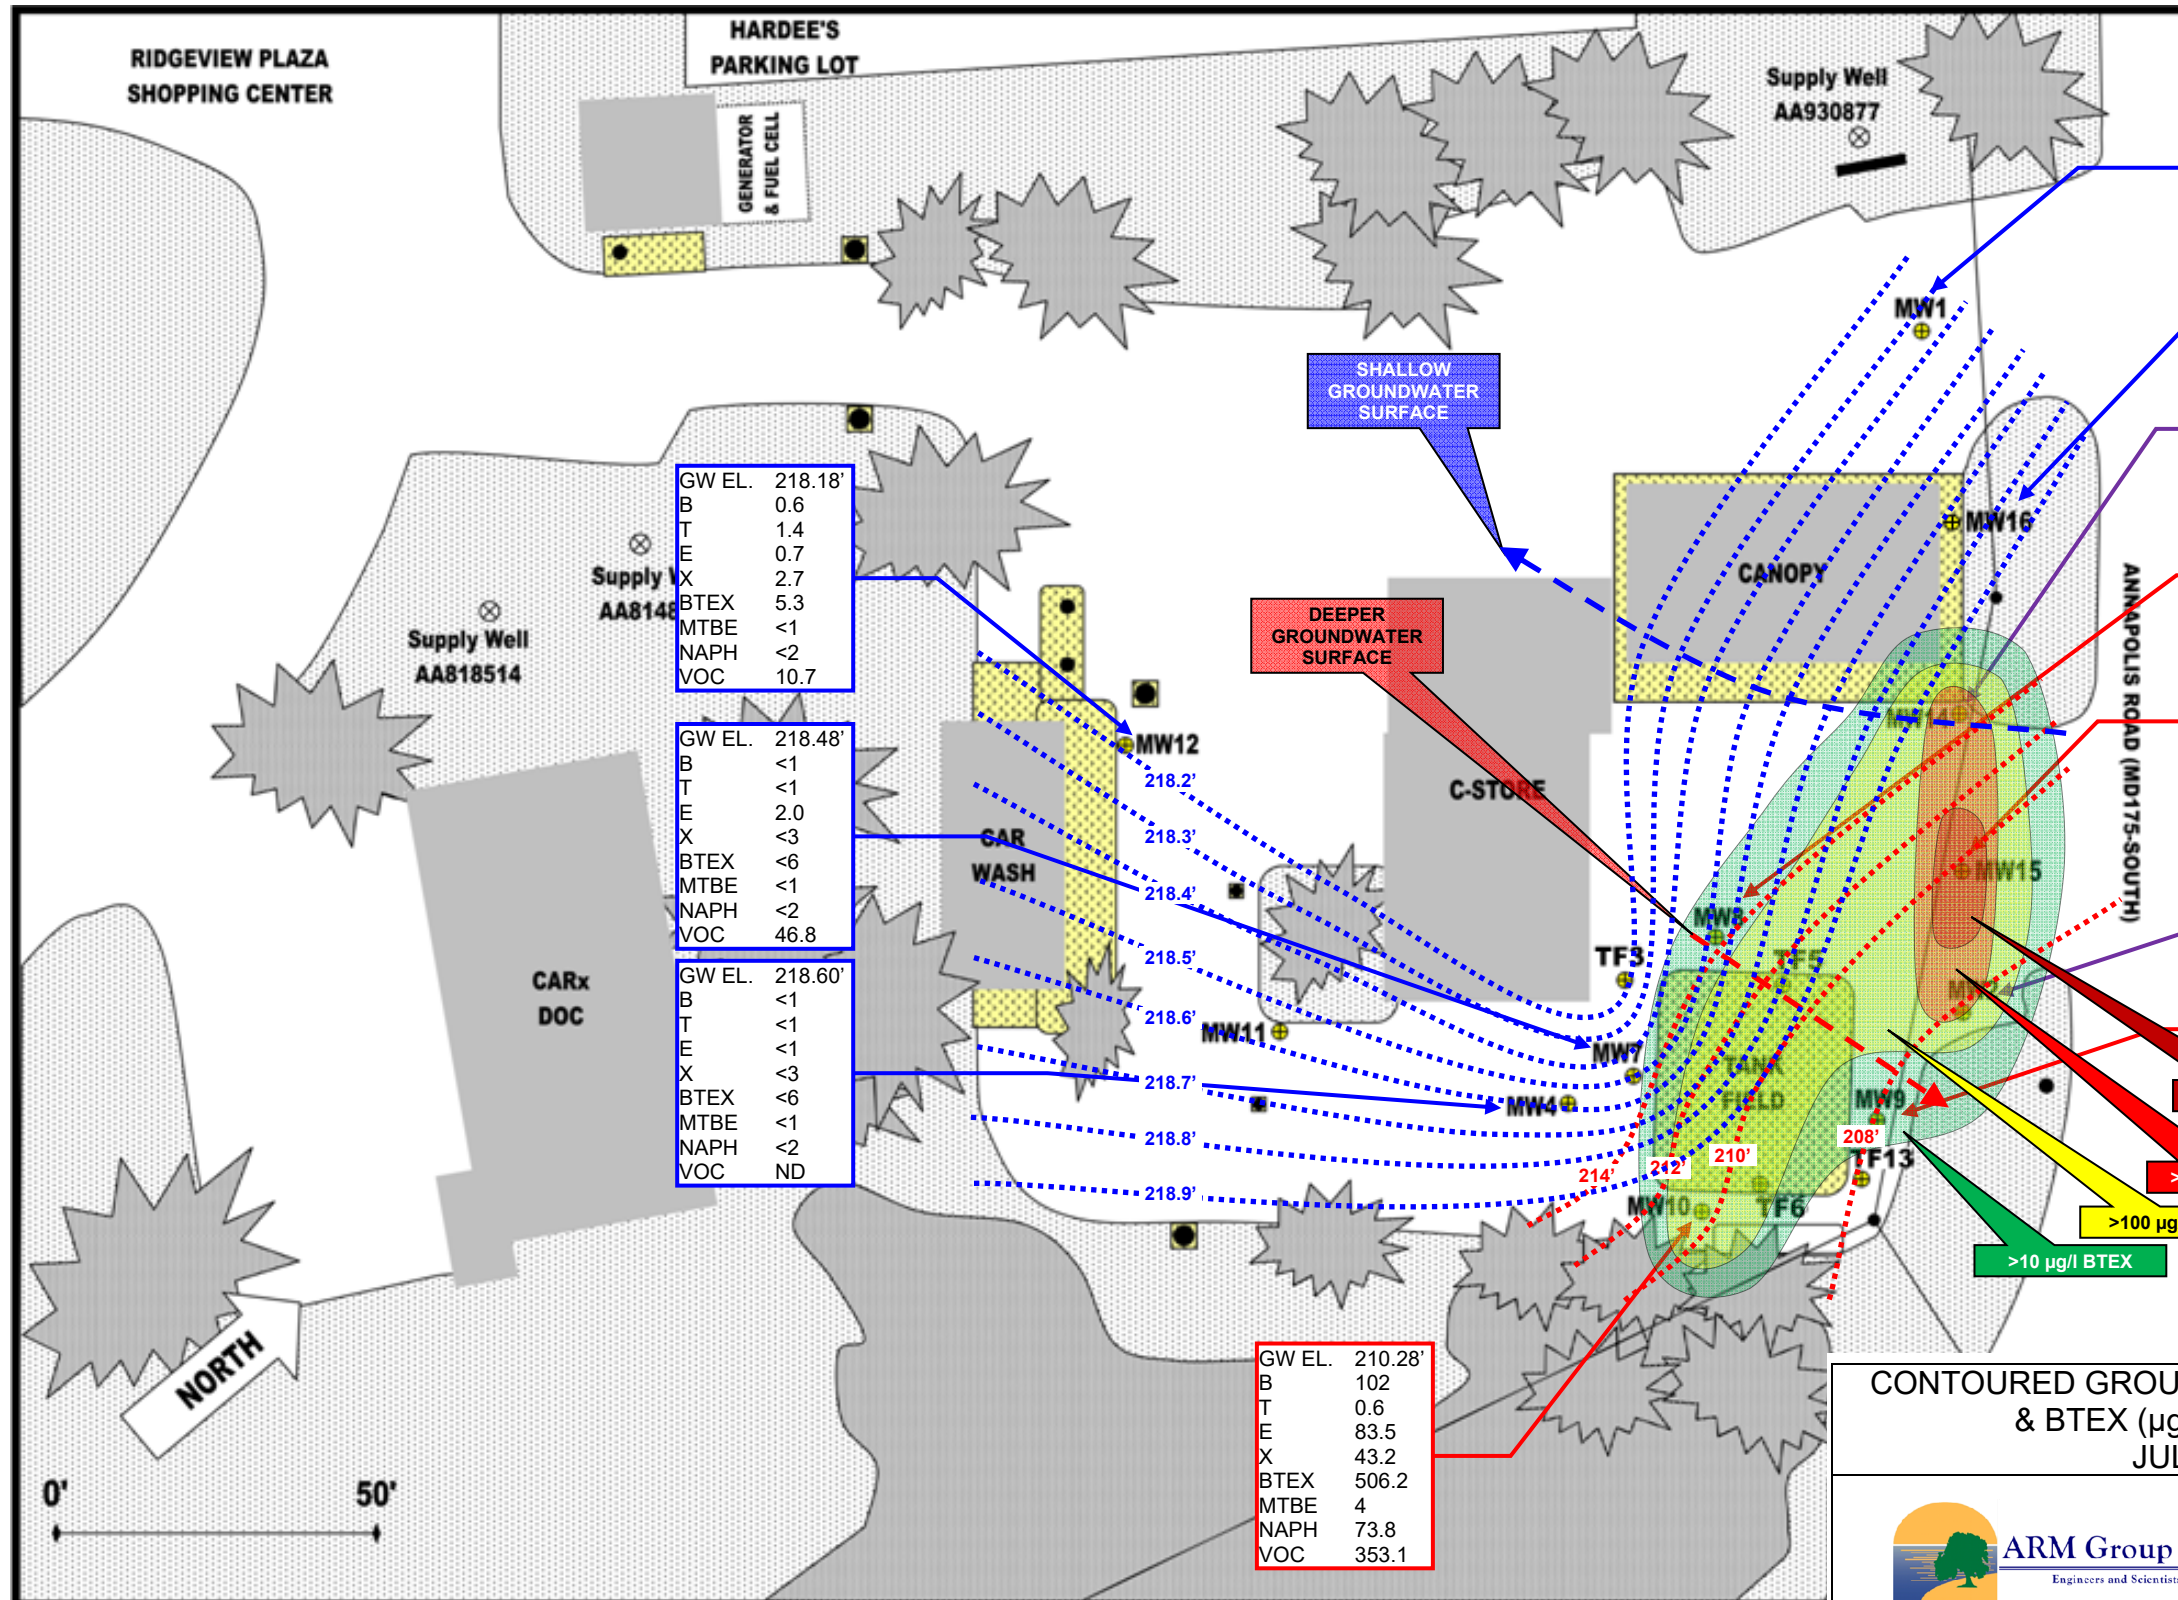 RIDGEVIEW PLAZA
SHOPPING CENTER
HARDEE'S
PARKING LOT
GENERATOR
& FUEL CELL
Supply Well
AA930877
MW1
SHALLOW
GROUNDWATER
SURFACE
MW16
CANOPY
ANNAPOLIS ROAD (MD175-SOUTH)
Supply W
AA8148
Supply Well
AA818514
GW EL. 218.18’
B 0.6
T 1.4
E 0.7
X 2.7
BTEX 5.3
MTBE <1
NAPH <2
VOC 10.7
DEEPER
GROUNDWATER
SURFACE
MW14
MW12
C-STORE
GW EL. 218.48’
B <1
T <1
E 2.0
X <3
BTEX <6
MTBE <1
NAPH <2
VOC 46.8
CAR
WASH
218.2’
218.3’
218.4’
218.5’
218.6’
218.7’
218.8’
218.9’
MW15
MW8
TF3
TF5
CARx
DOC
GW EL. 218.60’
B <1
T <1
E <1
X <3
BTEX <6
MTBE <1
NAPH <2
VOC ND
MW11
MW7
MW4
TANK
FIELD
MW9
208’
TF13
214’
212’
210’
MW10
TF6
>100 µg
>10 µg/l BTEX
NORTH
0'
50'
GW EL. 210.28’
B 102
T 0.6
E 83.5
X 43.2
BTEX 506.2
MTBE 4
NAPH 73.8
VOC 353.1
CONTOURED GROU
& BTEX (µg
JUL
ARM Group
Engineers and Scientists